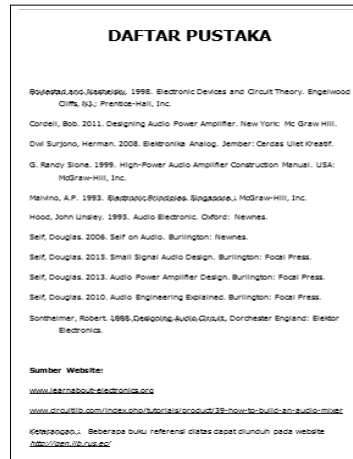 DAFTAR PUSTAKA
Boylestad and Nashelsky, 1998. Electronic Devices and Circuit Theory. Engelwood
Cliffs, NJ.; Prentice-Hall, Inc.
Cordell, Bob. 2011. Designing Audio Power Amplifier. New York: Mc Graw Hill.
Dwi Surjono, Herman. 2008. Elektronika Analog. Jember: Cerdas Ulet Kreatif.
G. Randy Slone. 1999. High-Power Audio Amplifier Construction Manual. USA:
McGraw-Hill, Inc.
Malvino, A.P. 1993. Electronic Principles. Singapore.; McGraw-Hill, Inc.
Hood, John Linsley. 1995. Audio Electronic. Oxford: Newnes.
Self, Douglas. 2006. Self on Audio. Burlington: Newnes.
Self, Douglas. 2015. Small Signal Audio Design. Burlington: Focal Press.
Self, Douglas. 2013. Audio Power Amplifier Design. Burlington: Focal Press.
Self, Douglas. 2010. Audio Engineering Explained. Burlington: Focal Press.
Sontheimer, Robert. 1998 Designing Audio Circuit, Dorchester England: Elektor
Electronics.
Sumber Website:
www.learnabout-electronics.org
www.circuitlib.com/index.php/tutorials/product/39-how-to-build-an-audio-mixer
Keterangan.: Beberapa buku referensi diatas dapat diunduh pada website
http://gen.lib.rus.ec/